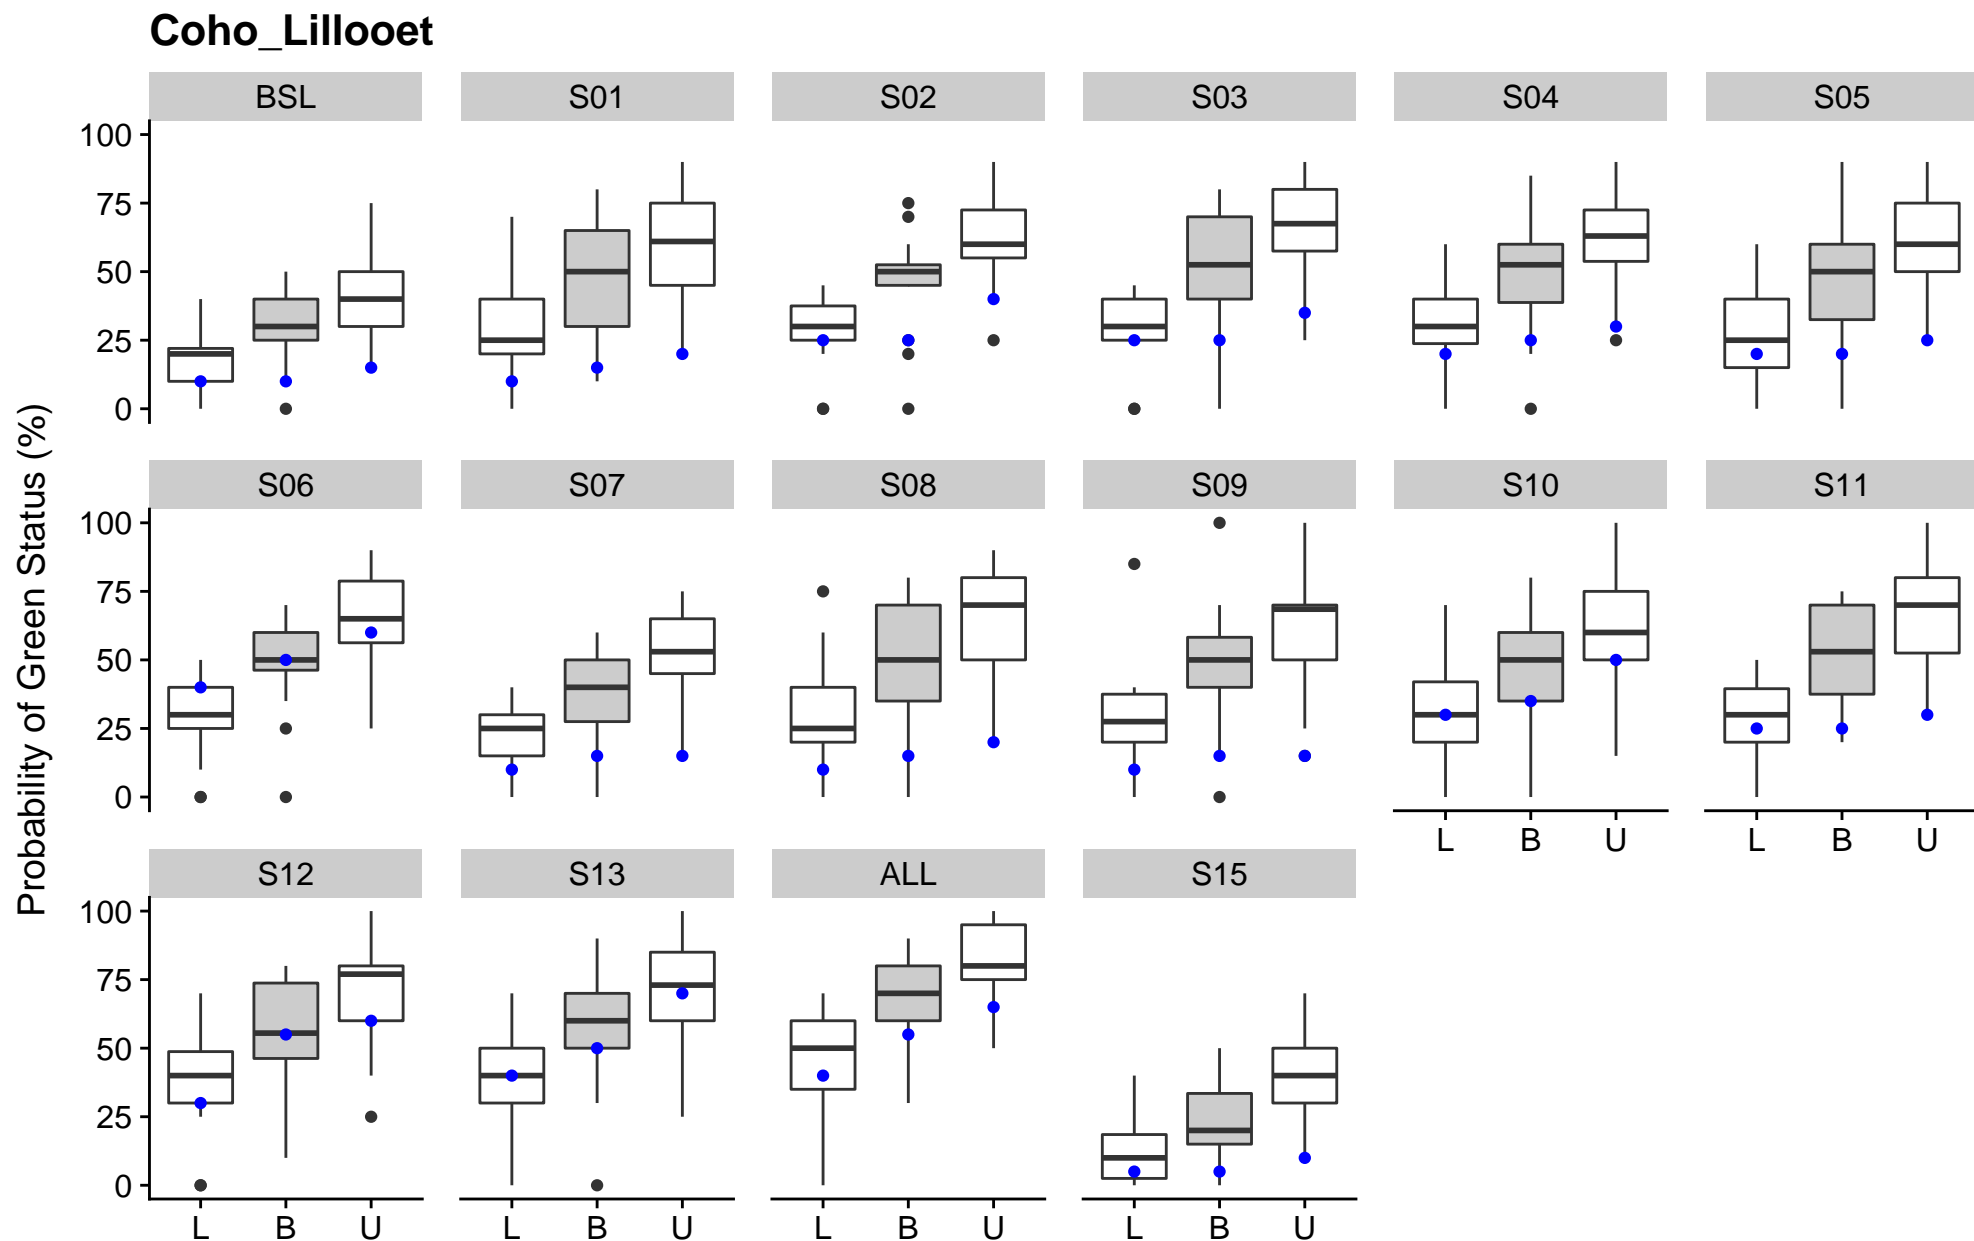 Coho_Lillooet
BSL S01 S02 S03 S04 S05
100
75
50
25
0
S06 S07 S08 S09 S10 S11
100
75
50
25
0
L B U L B U
S12 S13 ALL S15
100
75
50
25
0
L B U L B U L B U L B U
Probability of Green Status (%)